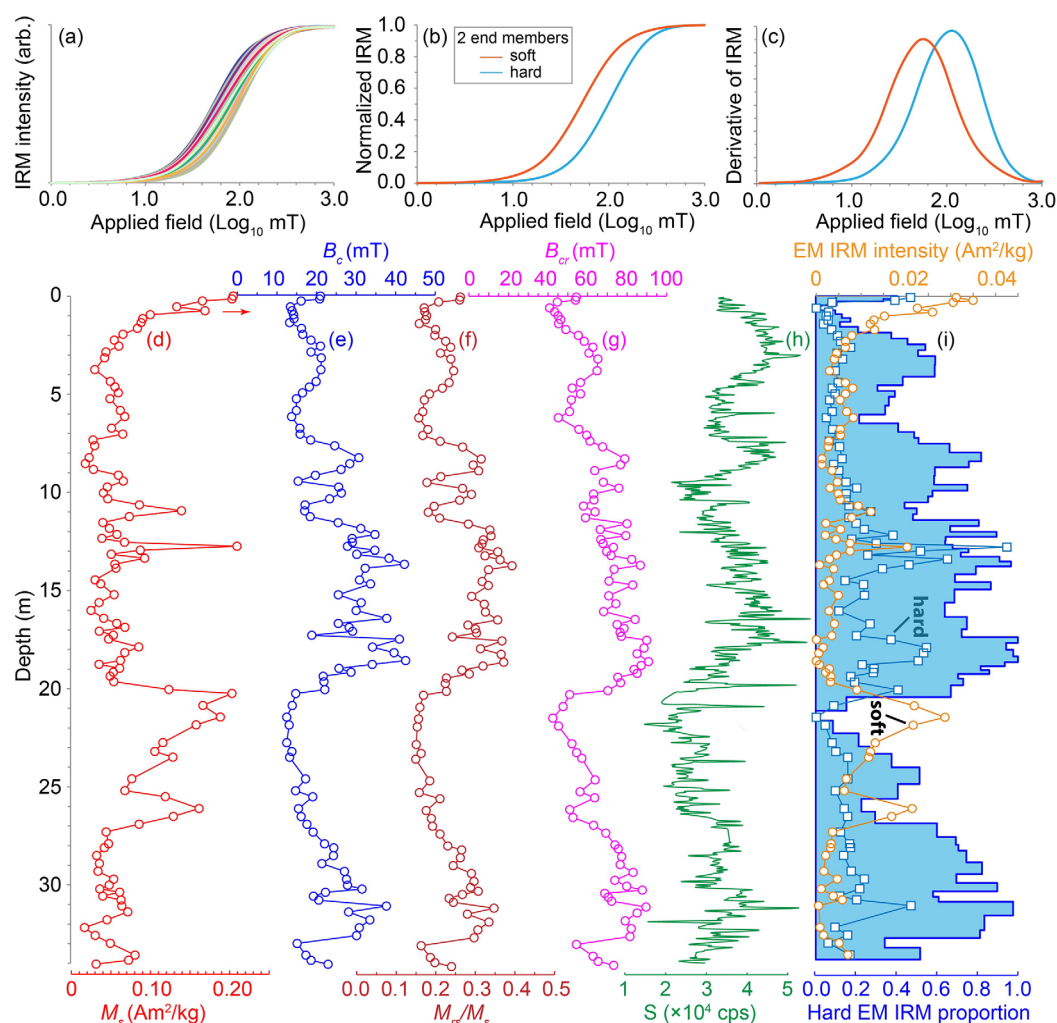 (a)
IRM intensity (arb.)
0.0 1.0 2.0 3.0
Applied field (Log10 mT)
(b)
Normalized IRM
1.0
0.8
0.6
0.4
0.2
0.0
2 end members
soft
hard
1.0 2.0 3.0
Applied field (Log10 mT)
(c)
Derivative of IRM
0.0 1.0 2.0 3.0
Applied field (Log10 mT)
Bc (mT)
0 10 20 30 40 50
Bcr (mT)
0 20 40 60 80 100
EM IRM intensity (Am2/kg)
0 0.02 0.04
(d)
(e)
(f)
(g)
(h)
(i)
Depth (m)
0
5
10
15
20
25
30
hard
soft
0.10 0.20
Ms (Am2/kg)
0.0 0.1 0.2 0.3 0.4 0.5
Mrs/Ms
1 2 3 4 5
S (×104 cps)
0.0 0.2 0.4 0.6 0.8 1.0
Hard EM IRM proportion